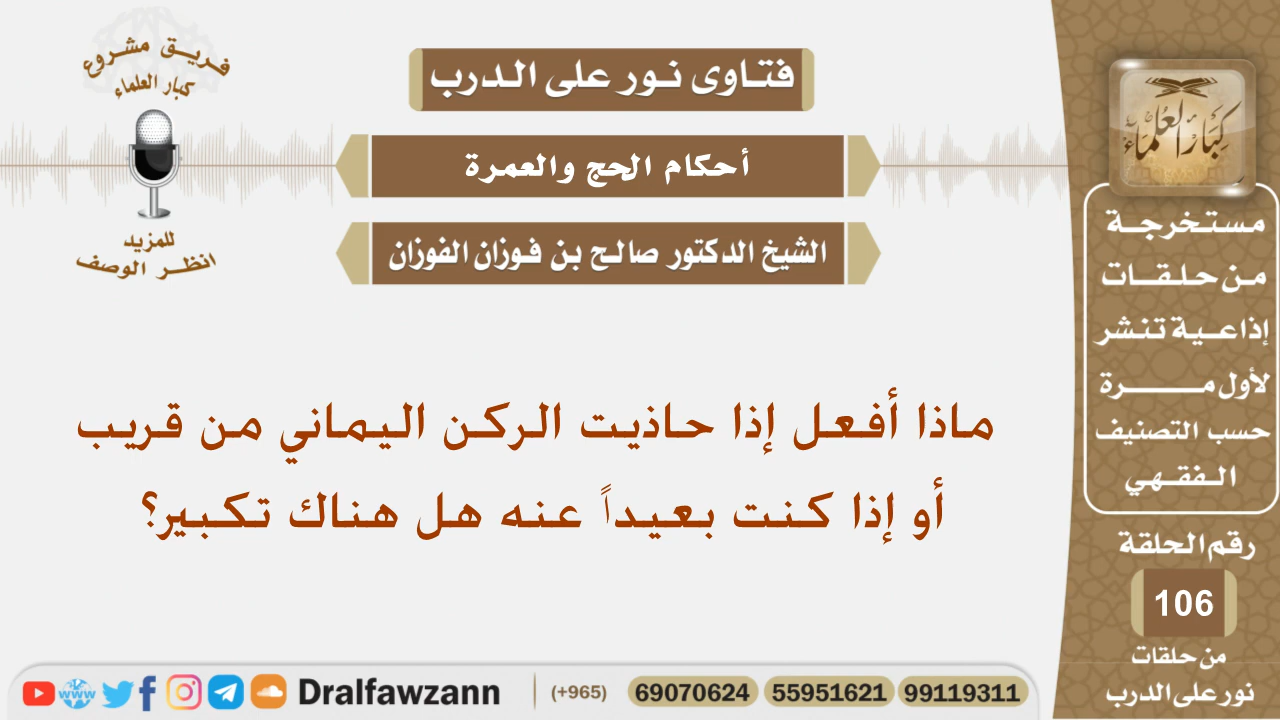 فريق مشروع
كبار العلماء
للمزيد
انظر الوصف
فتاوى نور على الدرب
أحكام الحج والعمرة
الشيخ الدكتور صالح بن فوزان الفوزان
ماذا أفعل إذا حاذيت الركن اليماني من قريب
أو إذا كنت بعيداً عنه هل هناك تكبير؟
كبار العلماء
مستخرجة
من حلقات
إذاعية تنشر
لأول مرة
حسب التصنيف
الفقهي
رقم الحلقة
106
من حلقات
نور على الدرب
www
Dralfawzann
(+965) 69070624 55951621 99119311